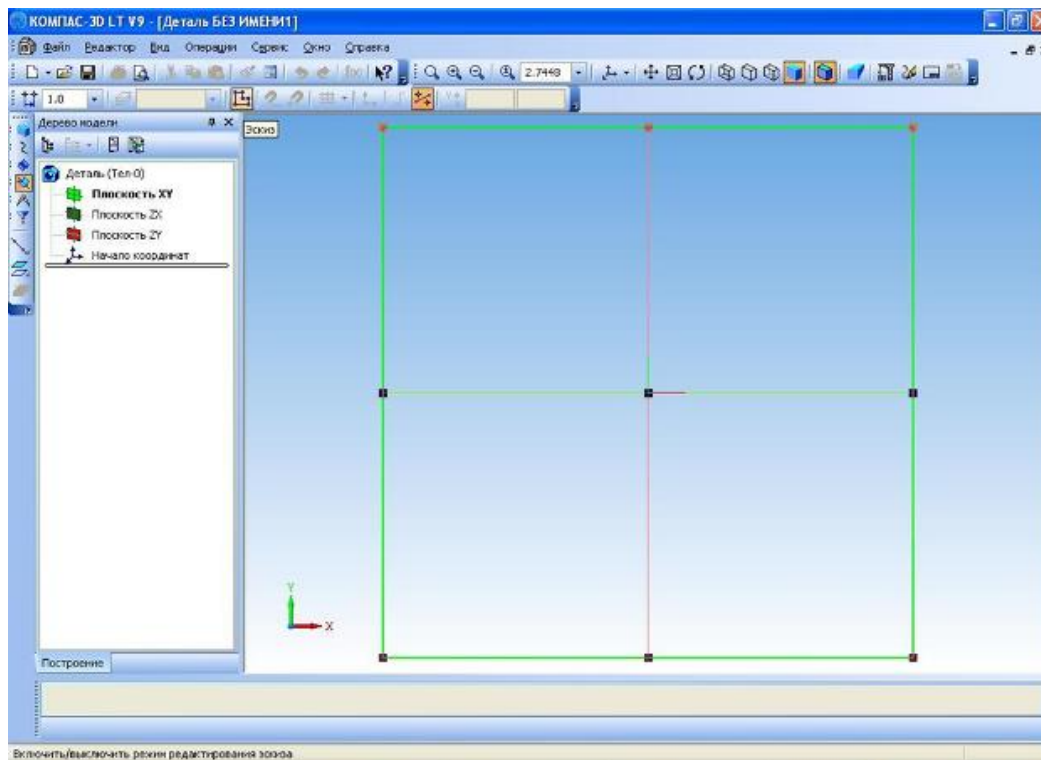 КОМПАС-3D LT V9 - [Деталь БЕЗ ИМЕНИ1]
Файл Редактор Вид Операции Сервис Окно Справка
2.7448
1.0
Дерево модели
Эскиз
Деталь (Тел-0)
Плоскость XY
Плоскость ZX
Плоскость ZY
Начало координат
Y
X
Построение
Включить/выключить режим редактирования эскиза